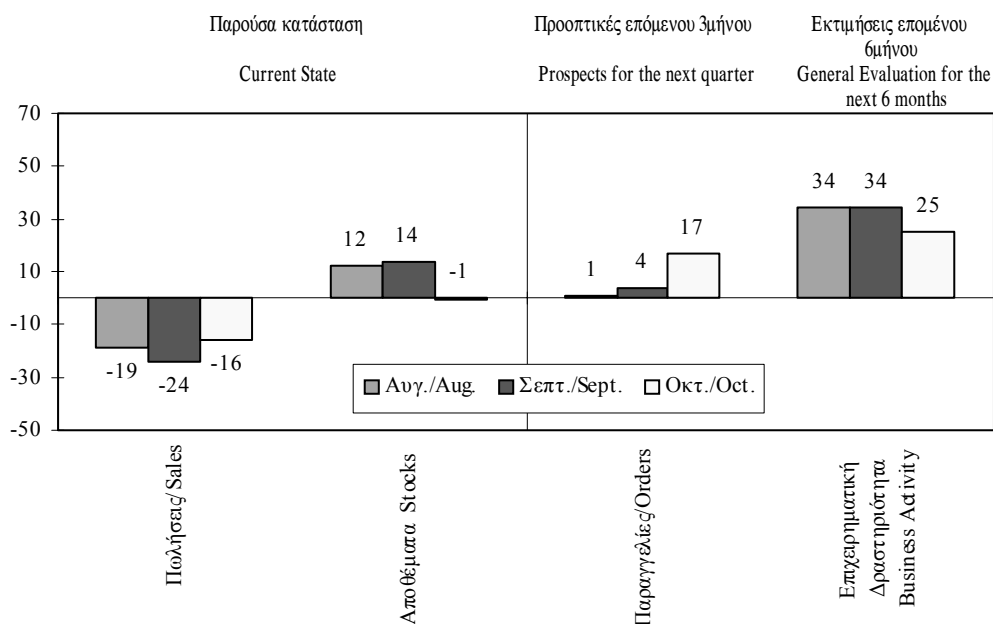 Παρούσα κατάσταση
Current State
Προοπτικές επόμενου 3μήνου
Prospects for the next quarter
Εκτιμήσεις επομένου
6μήνου
General Evaluation for the
next 6 months
70
50
30
10
-10
-30
-50
-19
-24
-16
12
14
-1
1
4
17
34
34
25
Αυγ./Aug.
Σεπτ./Sept.
Οκτ./Oct.
Πωλήσεις/Sales
Αποθέματα Stocks
Παραγγελίες/Orders
Επιχειρηματική
Δραστηριότητα
Business Activity